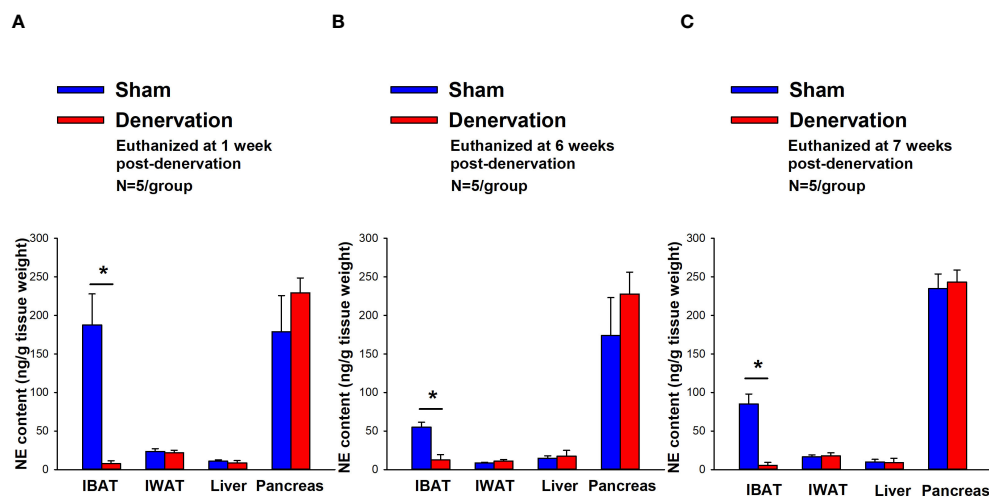 A
Sham
Denervation
Euthanized at 1 week
post-denervation
N=5/group
NE content (ng/g tissue weight)
300
250
200
150
100
50
0
*
IBAT IWAT Liver Pancreas
B
Sham
Denervation
Euthanized at 6 weeks
post-denervation
N=5/group
NE content (ng/g tissue weight)
300
250
200
150
100
50
0
*
IBAT IWAT Liver Pancreas
C
Sham
Denervation
Euthanized at 7 weeks
post-denervation
N=5/group
NE content (ng/g tissue weight)
300
250
200
150
100
50
0
*
IBAT IWAT Liver Pancreas